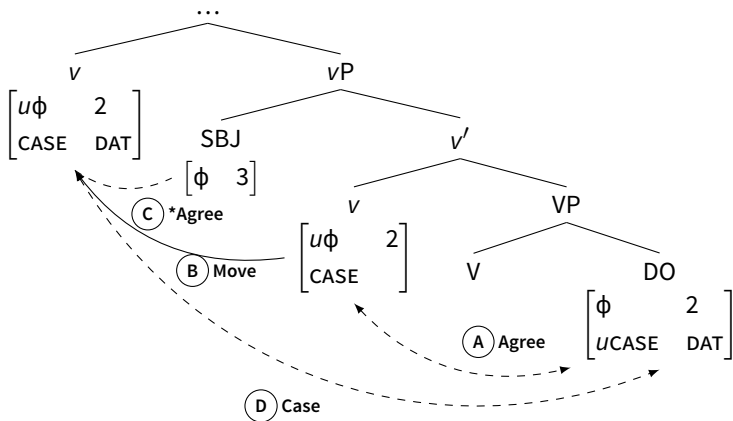 ...
v vP
uφ 2
CASE DAT
SBJ v′
φ 3
C *Agree
v VP
uφ 2
CASE
B Move
V DO
φ 2
uCASE DAT
A Agree
D Case